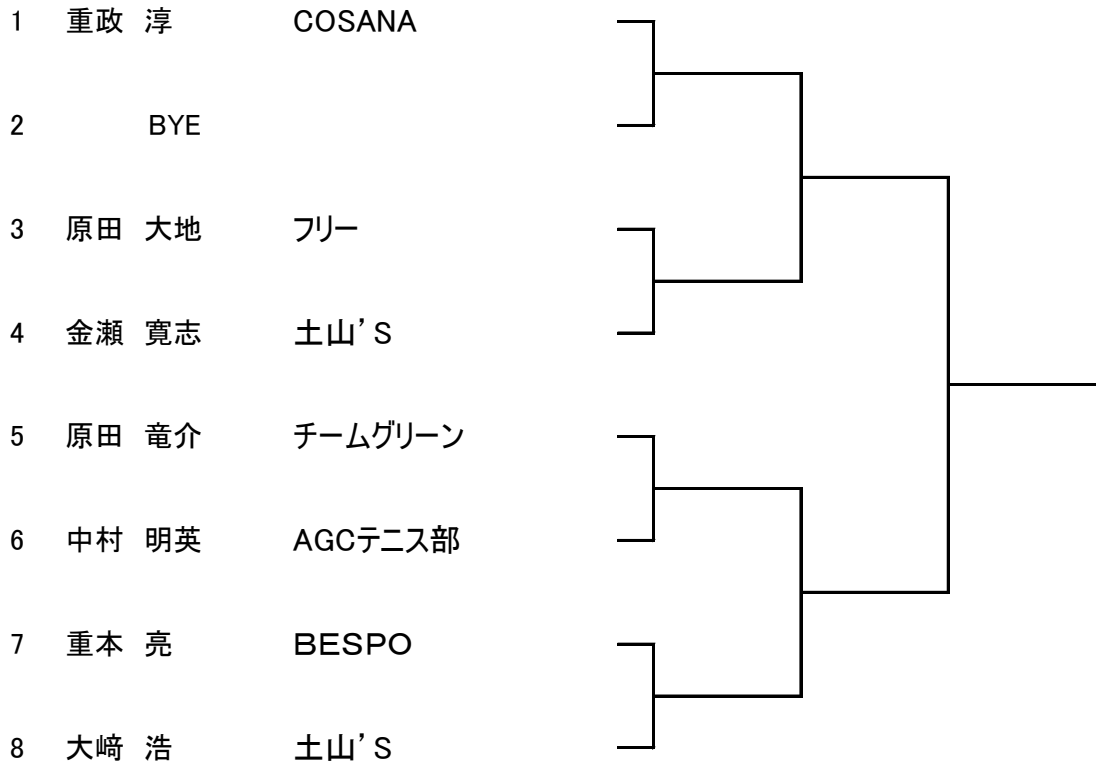 1 重政 淳 COSANA
2 BYE
3 原田 大地 フリー
4 金瀬 寛志 土山’S
5 原田 竜介 チームグリーン
6 中村 明英 AGCテニス部
7 重本 亮 BESPO
8 大﨑 浩 土山’S